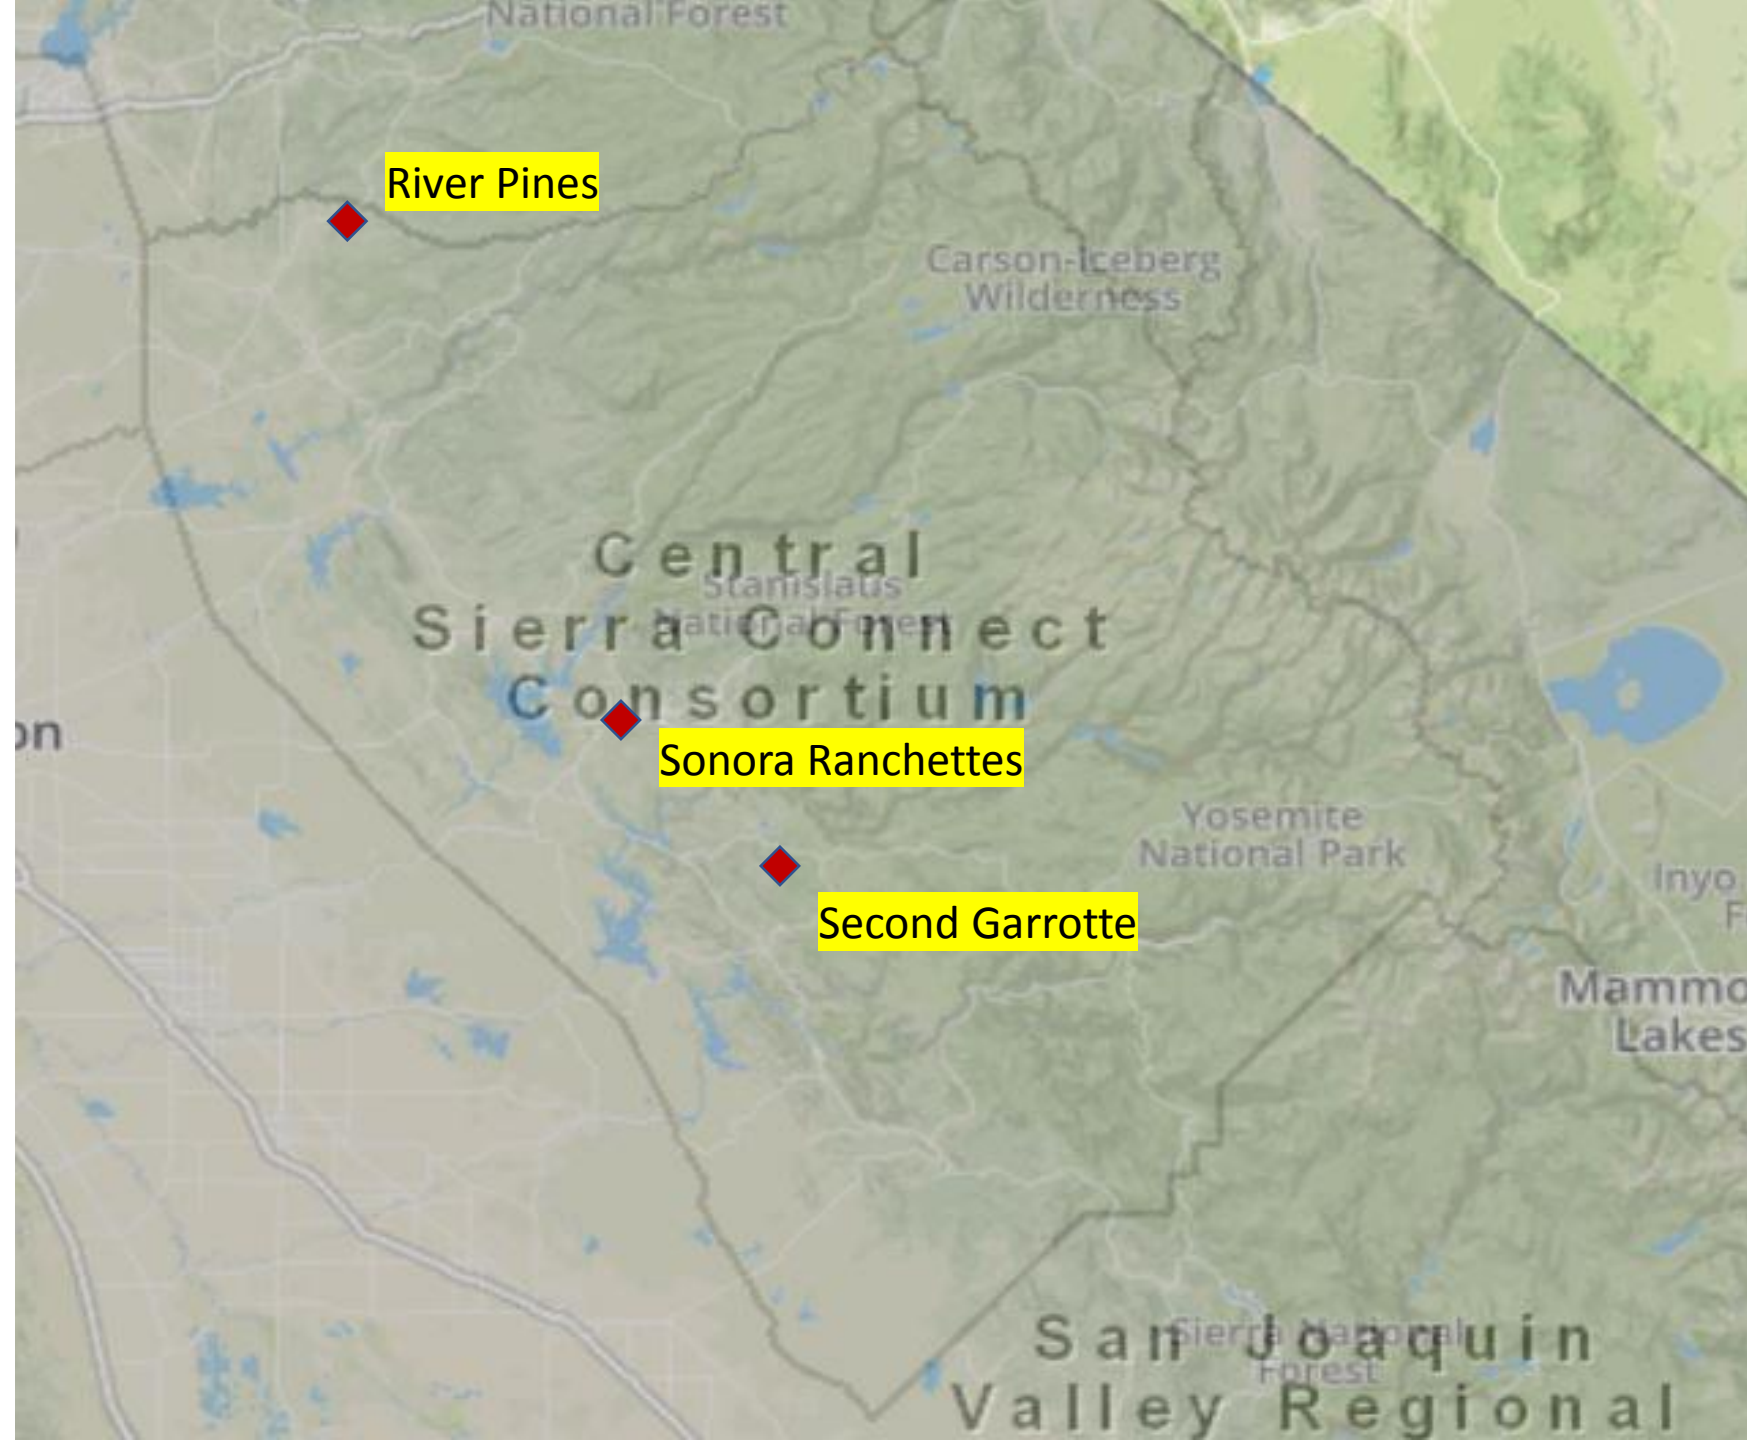 National Forest
River Pines
Carson-Iceberg
Wilderness
Central
Stanislaus
National Forest
Sierra Connect
Consortium
on
Sonora Ranchettes
Yosemite
National Park
Inyo
F
Second Garrotte
Mammo
Lakes
San Joaquin
Sierra National
Forest
Valley Regional